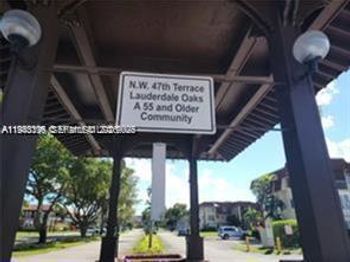 N.W. 47th Terrace
Lauderdale Oaks
A 55 and Older
Community